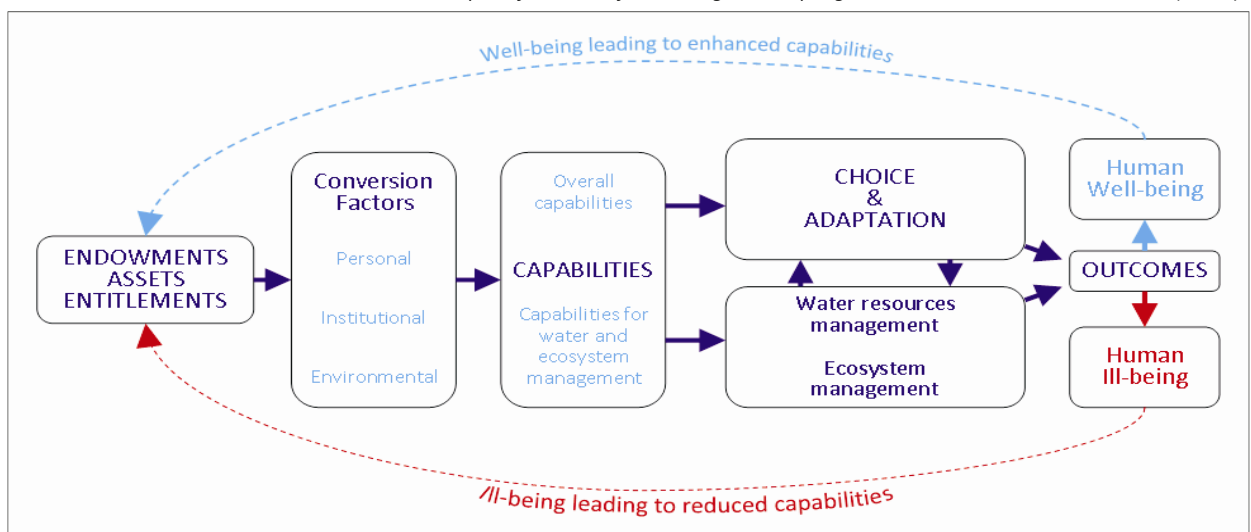 Well-being leading to enhanced capabilities
ENDOWMENTS
ASSETS
ENTITLEMENTS
Conversion
Factors
Personal
Institutional
Environmental
Overall
capabilities
CAPABILITIES
Capabilities for
water and
ecosystem
management
CHOICE
&
ADAPTATION
Water resources
management
Ecosystem
management
Human
Well-being
OUTCOMES
Human
Ill-being
Ill-being leading to reduced capabilities